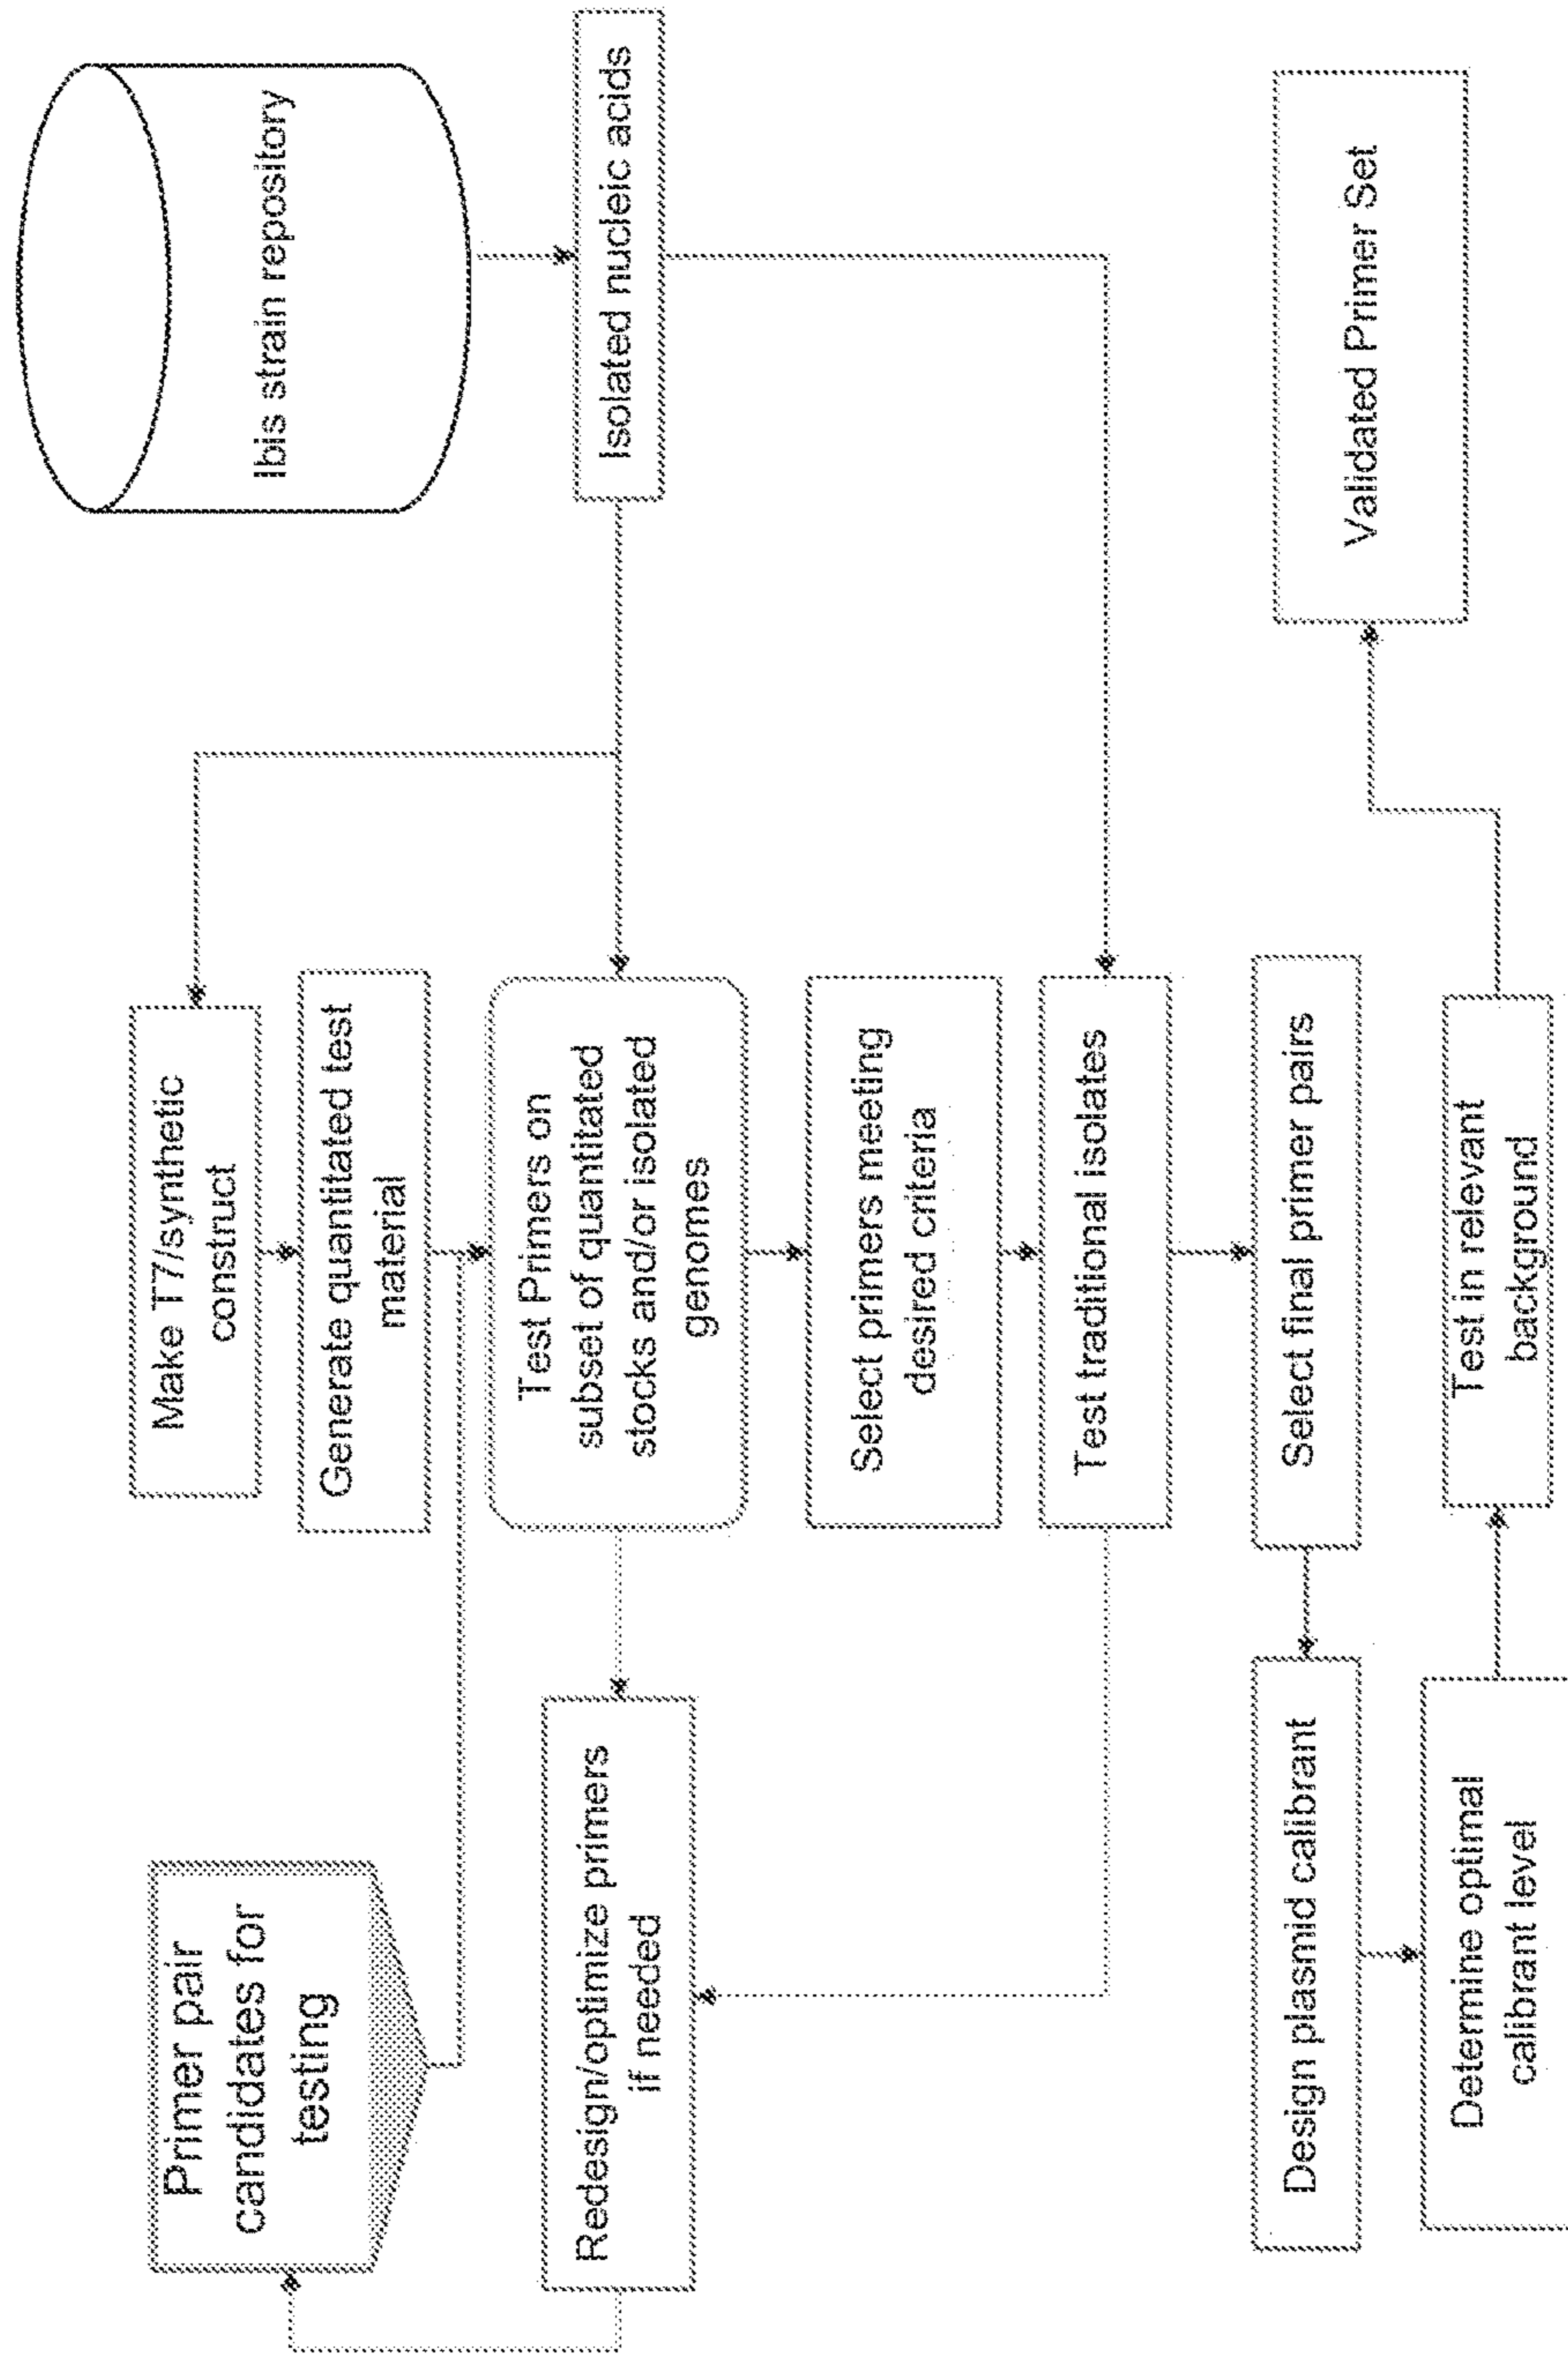 Primer pair
candidates for
testing
Make T7/synthetic
construct
Ibis strain repository
Generate quantitated test
material
Redesign/optimize primers
if needed
Test Primers on
subset of quantitated
stocks and/or isolated
genomes
Isolated nucleic acids
Select primers meeting
desired criteria
Test traditional isolates
Design plasmid calibrant
Select final primer pairs
Validated Primer Set
Determine optimal
calibrant level
Test in relevant
background